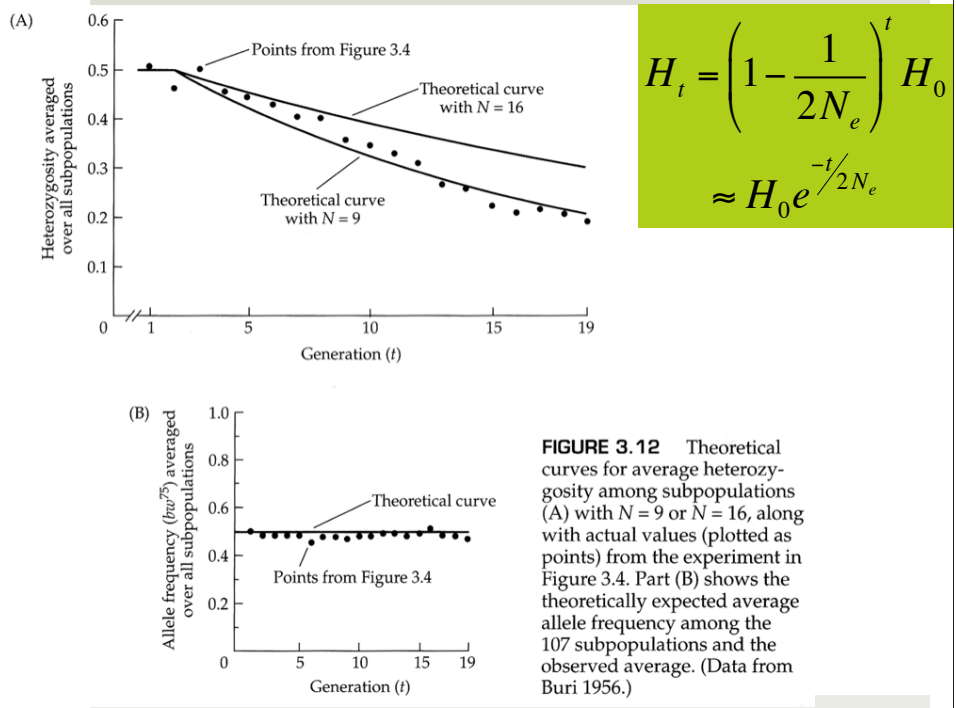 (A)
Heterozygosity averaged
over all subpopulations
0.6
0.5
0.4
0.3
0.2
0.1
0
Points from Figure 3.4
Theoretical curve
with N = 16
Theoretical curve
with N = 9
1
5
10
15
19
Generation (t)
H_t = (1 − 1/2N_e)^t H_0
≈ H_0 e^{−t/2N_e}
(B)
Allele frequency (bw^75) averaged
over all subpopulations
1.0
0.8
0.6
0.4
0.2
Theoretical curve
Points from Figure 3.4
0
5
10
15
19
Generation (t)
FIGURE 3.12 Theoretical
curves for average heterozy-
gosity among subpopulations
(A) with N = 9 or N = 16, along
with actual values (plotted as
points) from the experiment in
Figure 3.4. Part (B) shows the
theoretically expected average
allele frequency among the
107 subpopulations and the
observed average. (Data from
Buri 1956.)